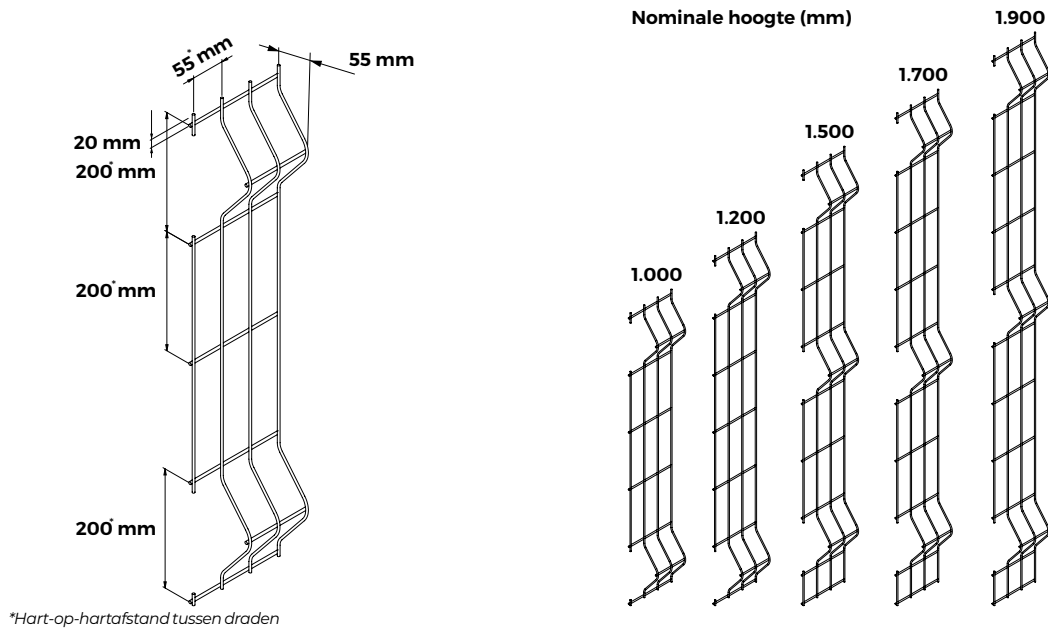 55* mm
55 mm
20 mm
200* mm
200* mm
200* mm
*Hart-op-hartafstand tussen draden
Nominale hoogte (mm)
1.000
1.200
1.500
1.700
1.900